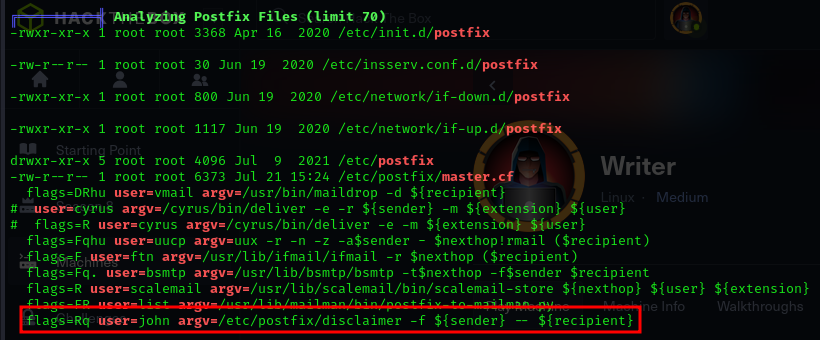 HACKTHEBOX
Analyzing Postfix Files (limit 70)
The Box
-rwxr-xr-x 1 root root 3368 Apr 16  2020 /etc/init.d/postfix
-rw-r--r-- 1 root root 30 Jun 19  2020 /etc/insserv.conf.d/postfix
-rwxr-xr-x 1 root root 800 Jun 19  2020 /etc/network/if-down.d/postfix
-rwxr-xr-x 1 root root 1117 Jun 19  2020 /etc/network/if-up.d/postfix
Starting Point
drwxr-xr-x 5 root root 4096 Jul  9  2021 /etc/postfix
-rw-r--r-- 1 root root 6373 Jul 21 15:24 /etc/postfix/master.cf
Writer
Linux · Medium
  flags=DRhu user=vmail argv=/usr/bin/maildrop -d ${recipient}
#  user=cyrus argv=/cyrus/bin/deliver -e -r ${sender} -m ${extension} ${user}
#  flags=R user=cyrus argv=/cyrus/bin/deliver -e -m ${extension} ${user}
  flags=Fqhu user=uucp argv=uux -r -n -z -a$sender - $nexthop!rmail ($recipient)
  flags=F user=ftn argv=/usr/lib/ifmail/ifmail -r $nexthop ($recipient)
Machines
  flags=Fq. user=bsmtp argv=/usr/lib/bsmtp/bsmtp -t$nexthop -f$sender $recipient
  flags=R user=scalemail argv=/usr/lib/scalemail/bin/scalemail-store ${nexthop} ${user} ${extension}
  flags=FR user=list argv=/usr/lib/mailman/bin/postfix-to-mailman.py
Play Machine
Machine Info
Walkthroughs
  flags=Rq user=john argv=/etc/postfix/disclaimer -f ${sender} -- ${recipient}